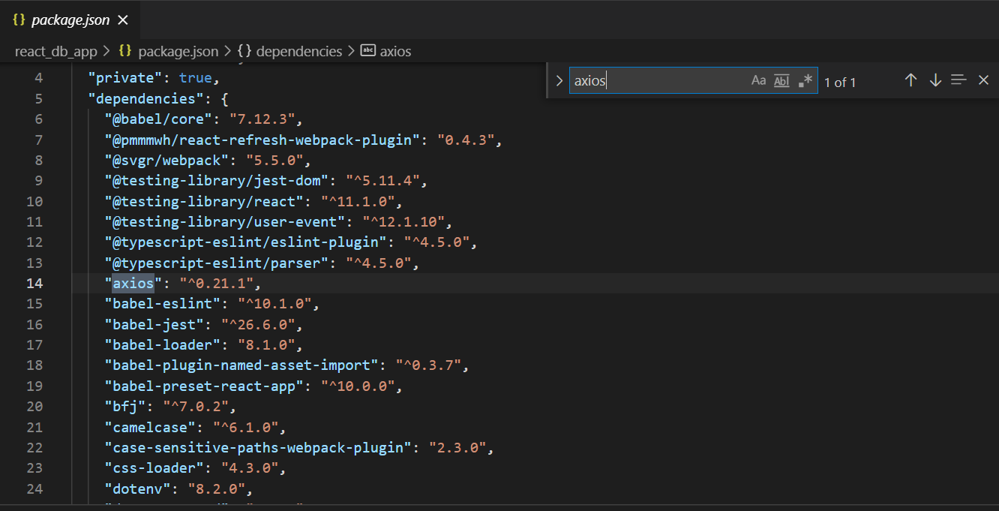 {} package.json ×
react_db_app > {} package.json > {} dependencies > abc axios
axios Aa Abl .* 1 of 1
4 "private": true,
5 "dependencies": {
6 "@babel/core": "7.12.3",
7 "@pmmmwh/react-refresh-webpack-plugin": "0.4.3",
8 "@svgr/webpack": "5.5.0",
9 "@testing-library/jest-dom": "^5.11.4",
10 "@testing-library/react": "^11.1.0",
11 "@testing-library/user-event": "^12.1.10",
12 "@typescript-eslint/eslint-plugin": "^4.5.0",
13 "@typescript-eslint/parser": "^4.5.0",
14 "axios": "^0.21.1",
15 "babel-eslint": "^10.1.0",
16 "babel-jest": "^26.6.0",
17 "babel-loader": "8.1.0",
18 "babel-plugin-named-asset-import": "^0.3.7",
19 "babel-preset-react-app": "^10.0.0",
20 "bfj": "^7.0.2",
21 "camelcase": "^6.1.0",
22 "case-sensitive-paths-webpack-plugin": "2.3.0",
23 "css-loader": "4.3.0",
24 "dotenv": "8.2.0",